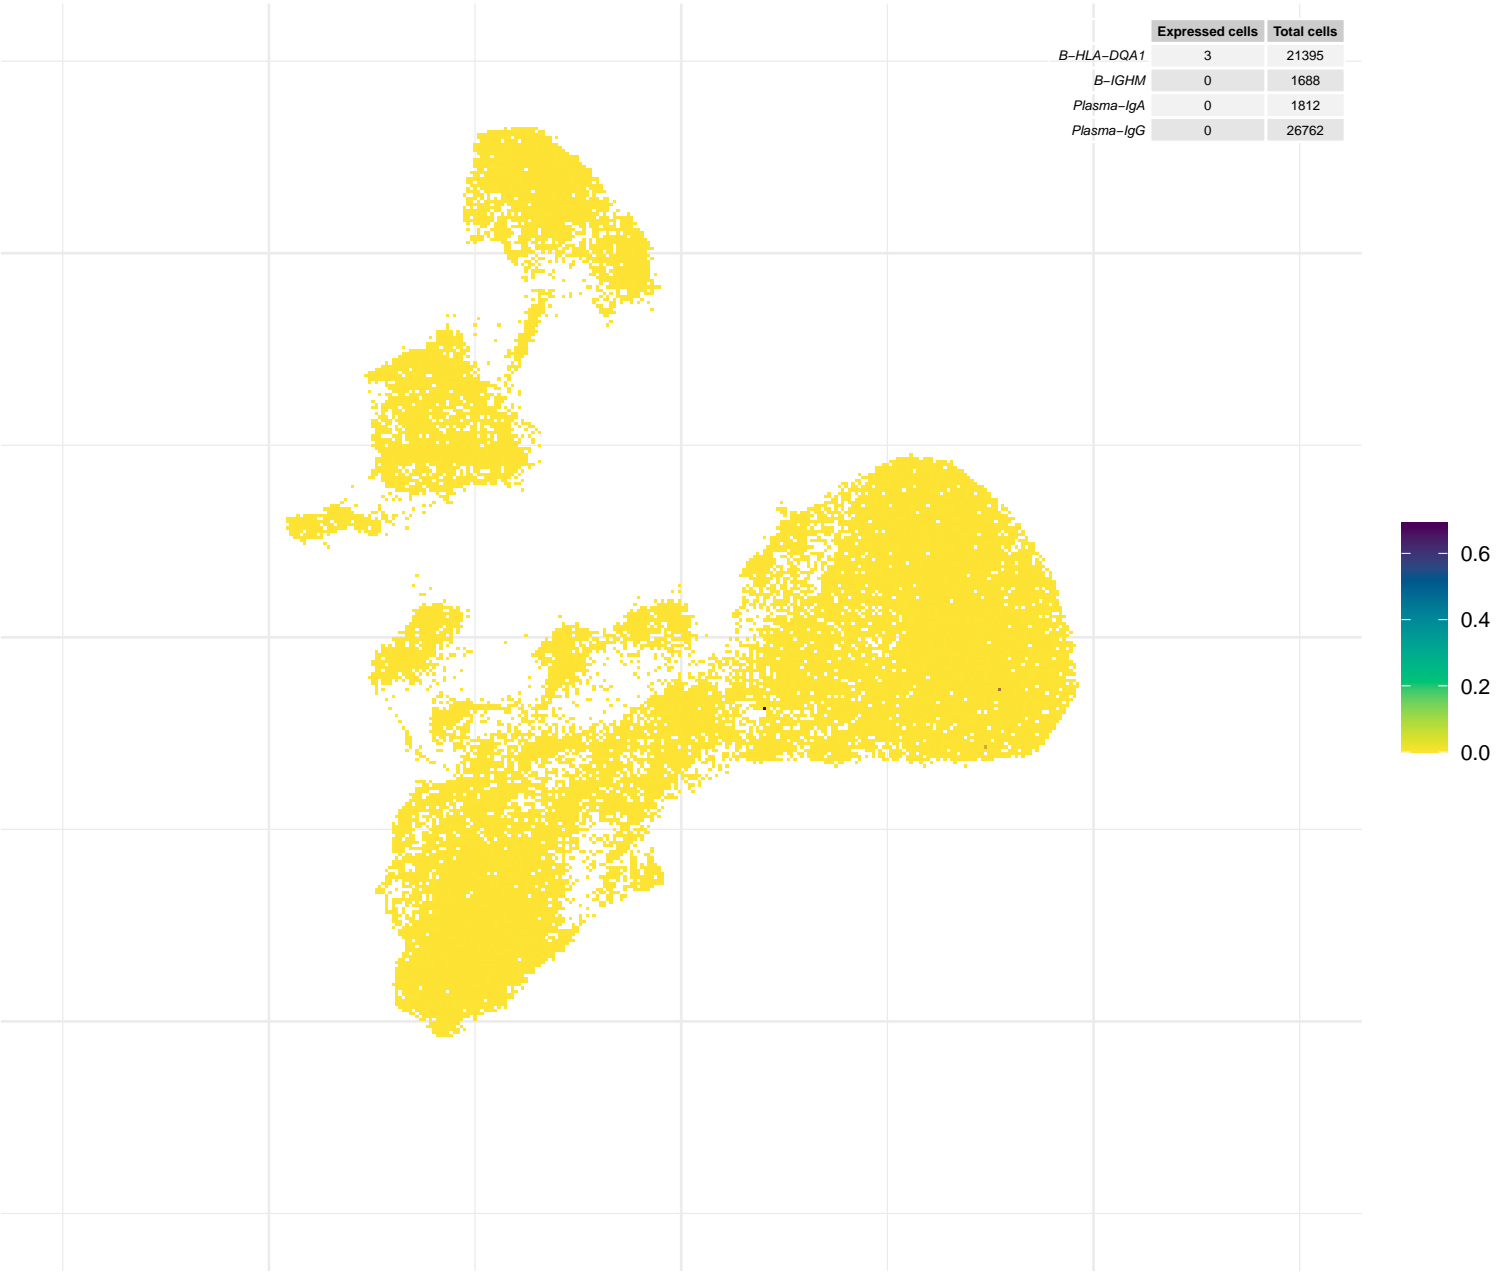 Expressed cells Total cells
B−HLA−DQA1 3 21395
B−IGHM 0 1688
Plasma−IgA 0 1812
Plasma−IgG 0 26762
0.6
0.4
0.2
0.0